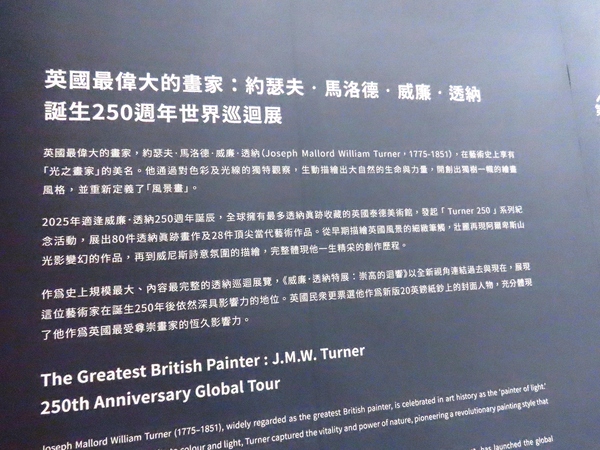 英國最偉大的畫家：約瑟夫．馬洛德．威廉．透納
誕生250週年世界巡迴展
英國最偉大的畫家，約瑟夫·馬洛德·威廉·透納（Joseph Mallord William Turner，1775-1851），在藝術史上享有
「光之畫家」的美名。他通過對色彩及光線的獨特觀察，生動描繪出大自然的生命與力量，開創出獨樹一幟的繪畫
風格，並重新定義了「風景畫」。
2025年適逢威廉·透納250週年誕辰，全球擁有最多透納真跡收藏的英國泰德美術館，發起「Turner 250」系列紀
念活動，展出80件透納真跡畫作及28件頂尖當代藝術作品。從早期描繪英國風景的細緻筆觸，壯麗再現阿爾卑斯山
光影變幻的作品，再到威尼斯詩意氛圍的描繪，完整體現他一生精采的創作歷程。
作為史上規模最大、內容最完整的透納巡迴展覽，《威廉·透納特展：崇高的迴響》以全新視角連結過去與現在，展現
這位藝術家在誕生250年後依然深具影響力的地位。英國民眾更票選他作為新版20英鎊紙鈔上的封面人物，充分體現
了他作為英國最受尊崇畫家的恆久影響力。
The Greatest British Painter : J.M.W. Turner
250th Anniversary Global Tour
Joseph Mallord William Turner (1775–1851), widely regarded as the greatest British painter, is celebrated in art history as the 'painter of light.'
colour and light, Turner captured the vitality and power of nature, pioneering a revolutionary painting style that
has launched the global